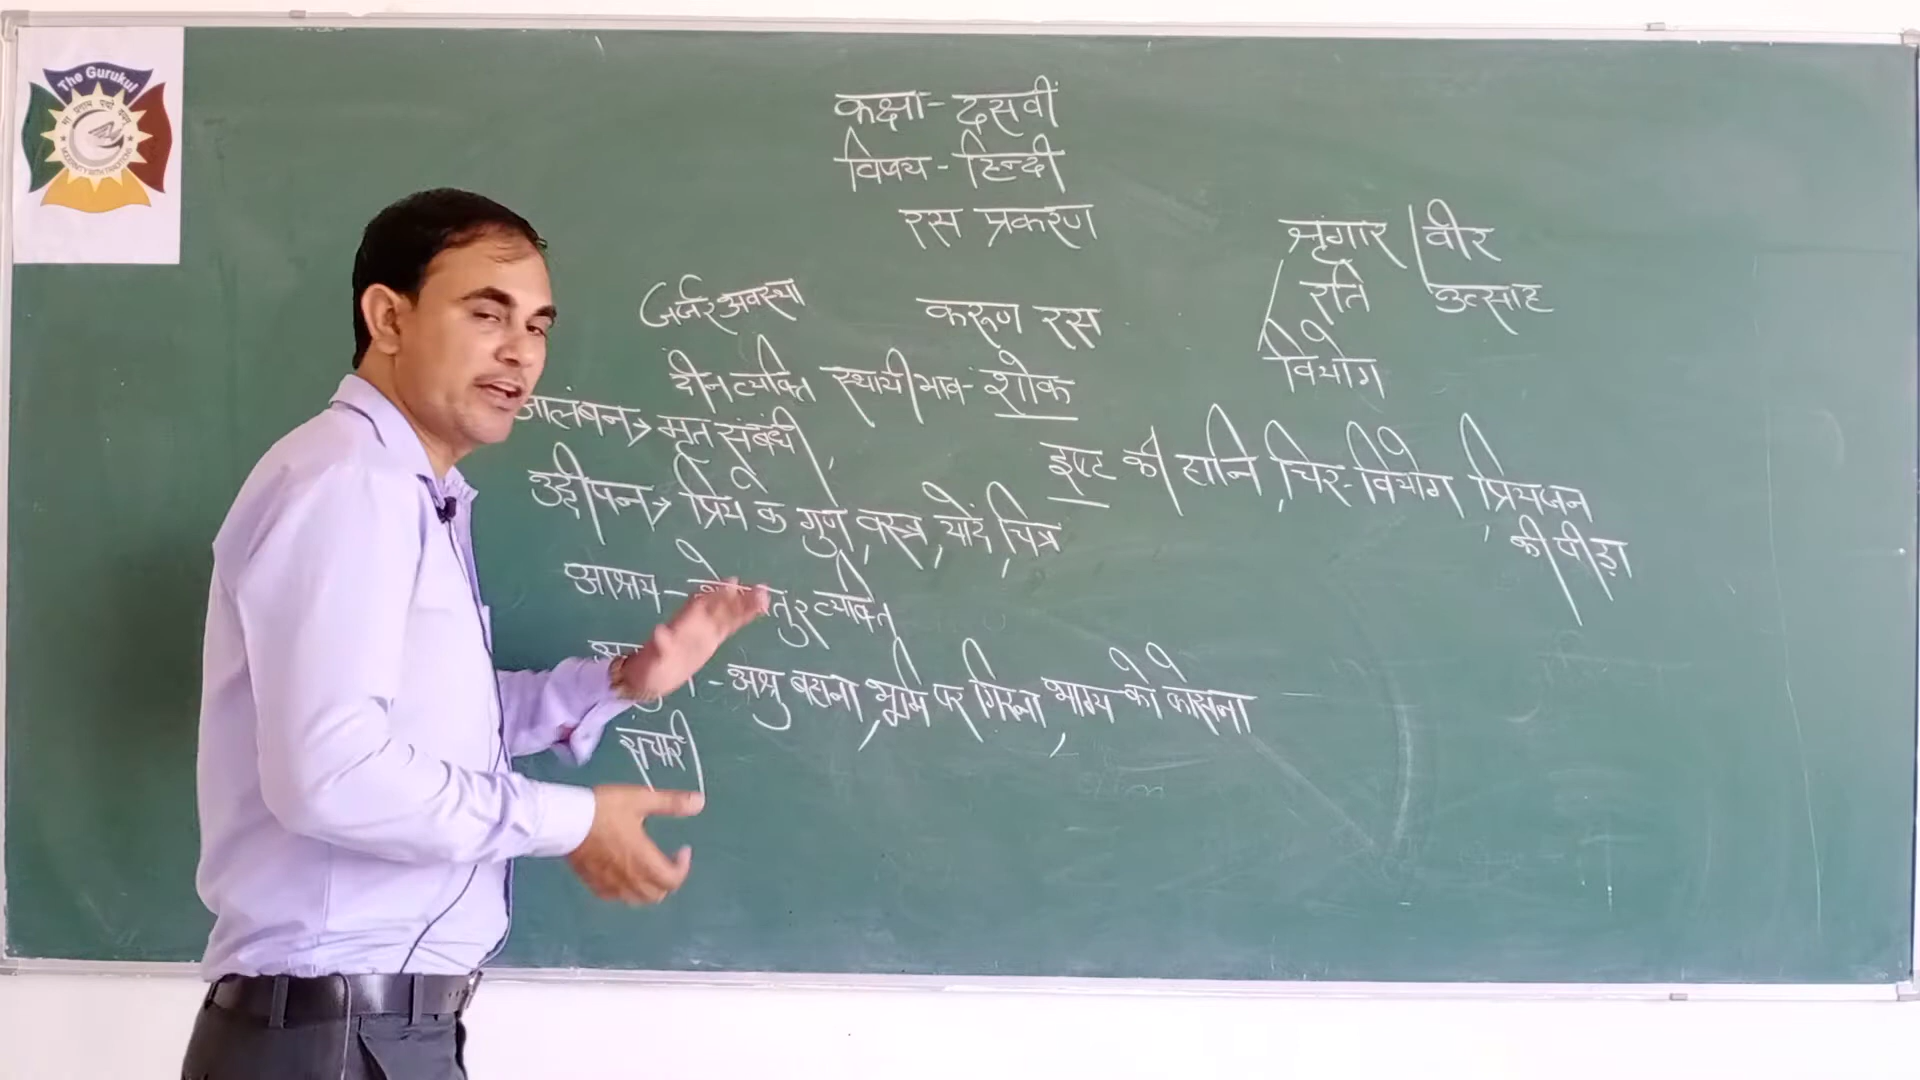 The Gurukul
कक्षा - दसवीं
विषय - हिन्दी
रस प्रकरण
श्रृंगार | वीर
रति उत्साह
वियोग
जर्जर अवस्था
करूण रस
दीन व्यक्ति स्थायी भाव - शोक
आलंबन → मृत संबंधी,
इष्ट की हानि, चिर-वियोग, प्रियजन
की पीड़ा
उद्दीपन → प्रिय के गुण, वस्त्र, यादें, चित्र
आश्रय - व्यक्ति
- अश्रु बहाना, भूमि पर गिरना, भाग्य को कोसना
संचारी